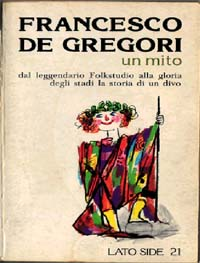 FRANCESCO
DE GREGORI
un mito
dal leggendario Folkstudio alla gloria
degli stadi la storia di un divo
LATO SIDE 21